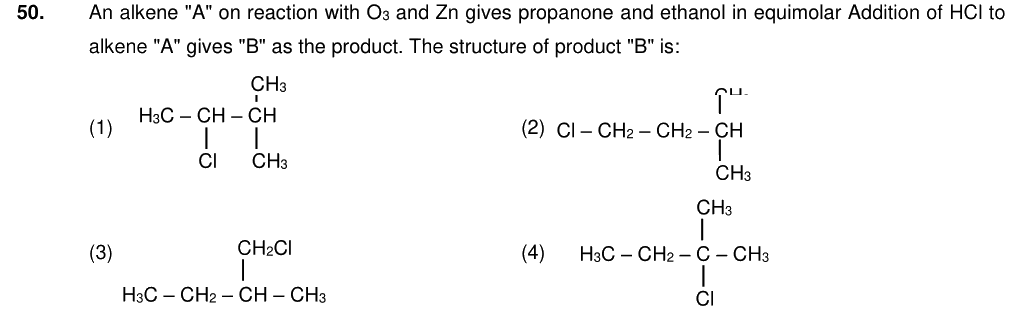 50. An alkene "A" on reaction with O₃ and Zn gives propanone and ethanol in equimolar Addition of HCl to
alkene "A" gives "B" as the product. The structure of product "B" is:
(1)
CH₃
H₃C – CH – CH
Cl CH₃
(2) Cl – CH₂ – CH₂ – CH
CH₃
(3)
CH₂Cl
H₃C – CH₂ – CH – CH₃
(4)
CH₃
H₃C – CH₂ – C – CH₃
Cl